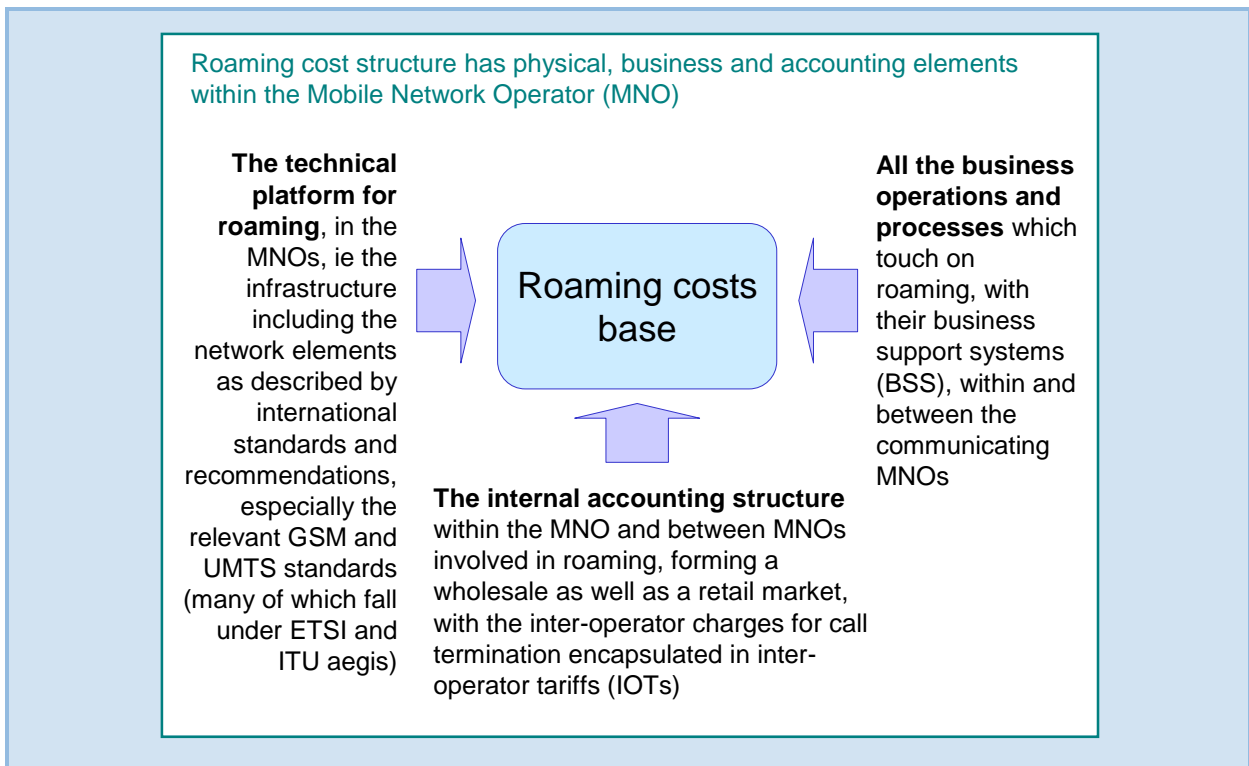 Roaming cost structure has physical, business and accounting elements
within the Mobile Network Operator (MNO)
The technical
platform for
roaming, in the
MNOs, ie the
infrastructure
including the
network elements
as described by
international
standards and
recommendations,
especially the
relevant GSM and
UMTS standards
(many of which fall
under ETSI and
ITU aegis)
Roaming costs
base
All the business
operations and
processes which
touch on
roaming, with
their business
support systems
(BSS), within and
between the
communicating
MNOs
The internal accounting structure
within the MNO and between MNOs
involved in roaming, forming a
wholesale as well as a retail market,
with the inter-operator charges for call
termination encapsulated in inter-
operator tariffs (IOTs)